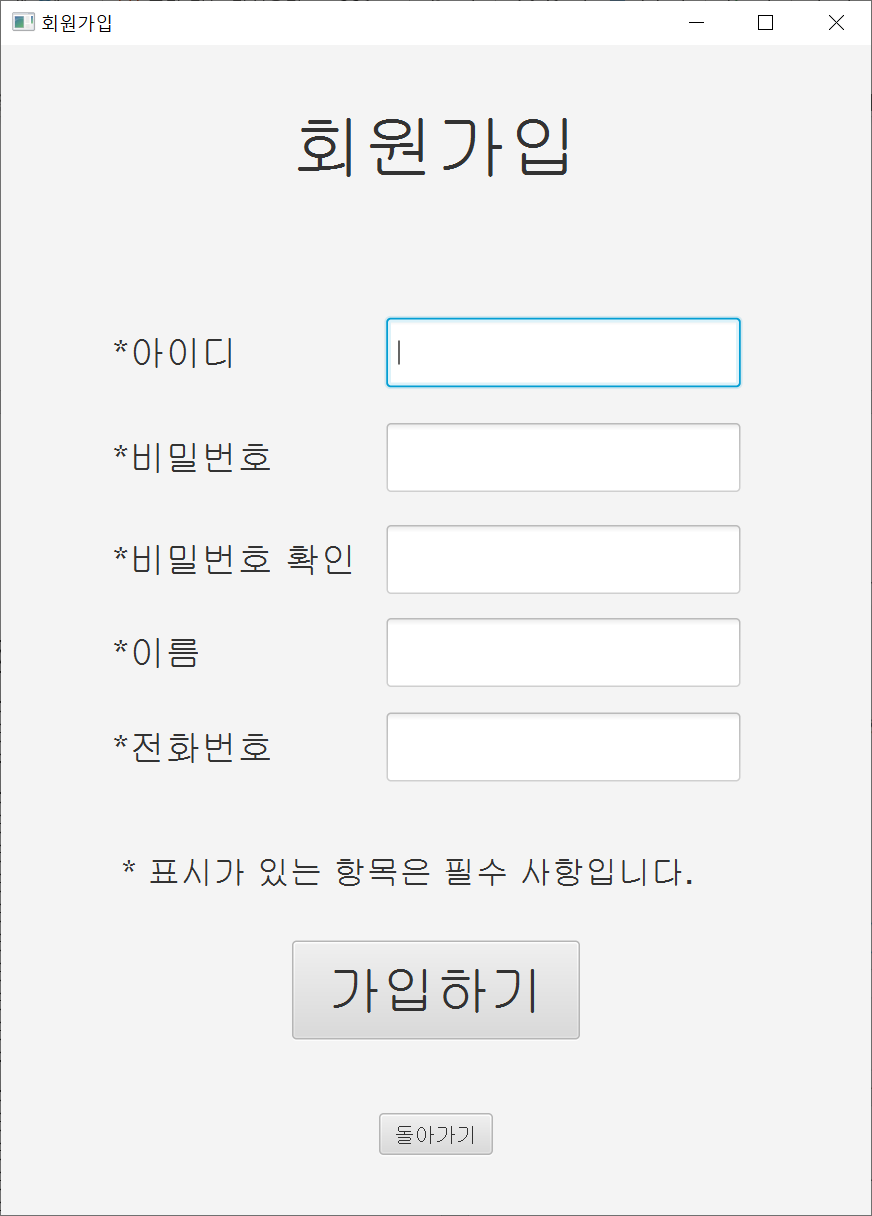 회원가입
회원가입
*아이디
*비밀번호
*비밀번호 확인
*이름
*전화번호
* 표시가 있는 항목은 필수 사항입니다.
가입하기
돌아가기